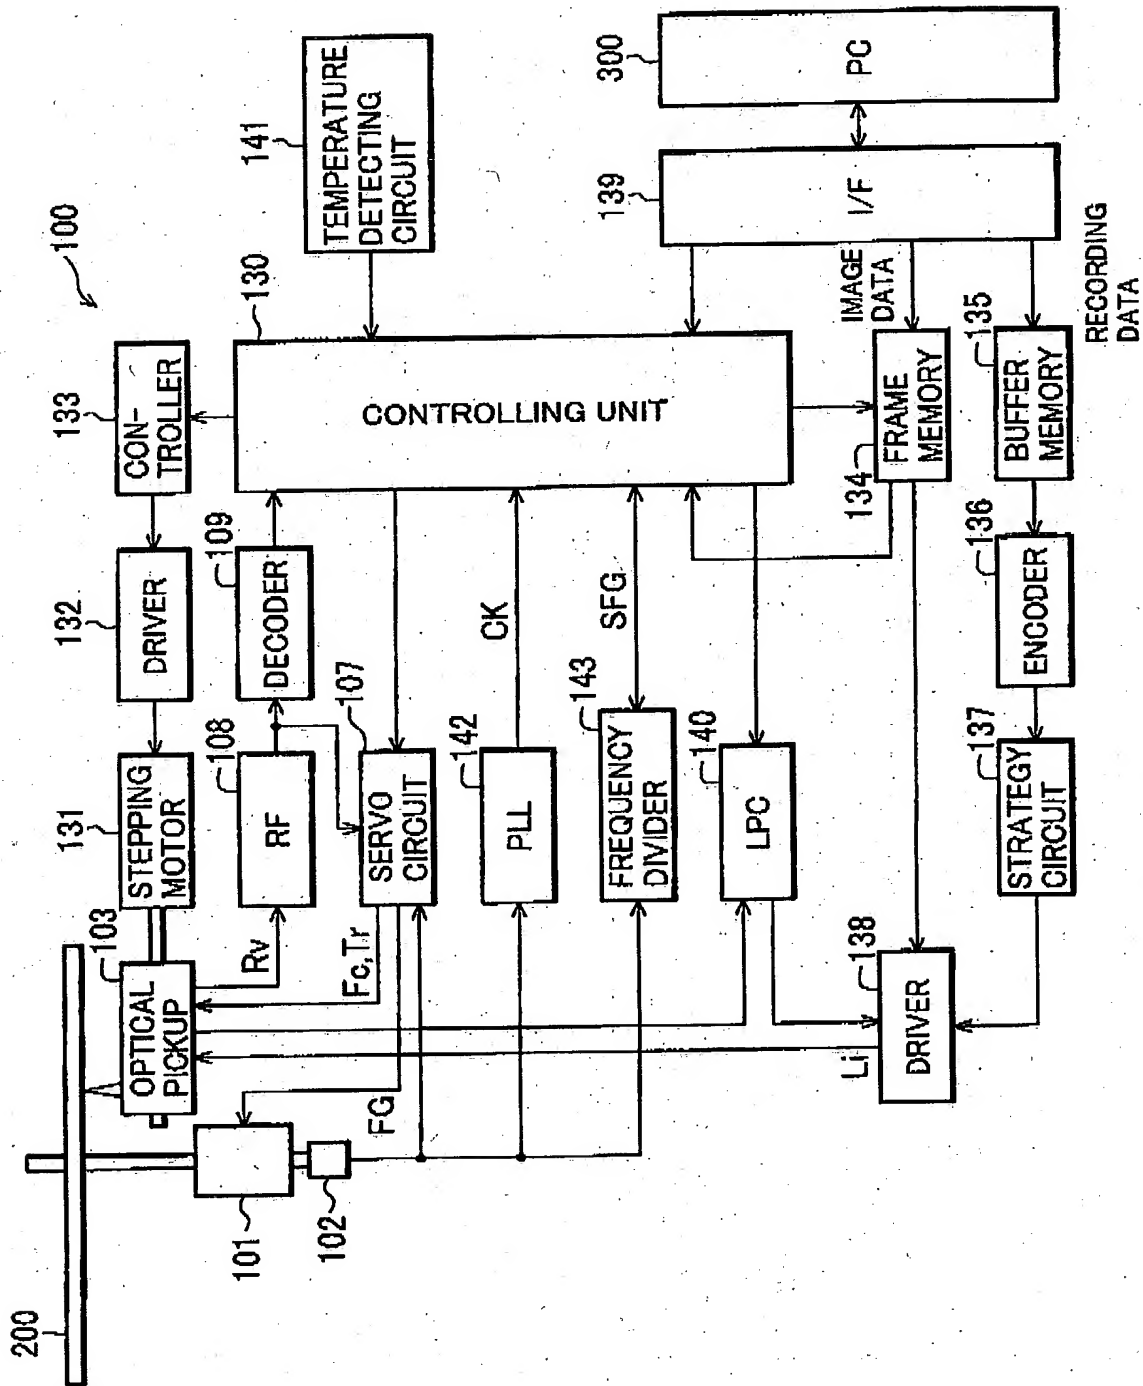 100
200
103
OPTICAL
PICKUP
131
STEPPING
MOTOR
132
DRIVER
133
CON-
TROLLER
141
TEMPERATURE
DETECTING
CIRCUIT
101
102
FG
Rv
Fc,Tr
108
RF
109
DECODER
107
SERVO
CIRCUIT
130
CONTROLLING UNIT
142
PLL
CK
143
FREQUENCY
DIVIDER
SFG
140
LPC
Li
138
DRIVER
134
FRAME
MEMORY
IMAGE
DATA
139
I/F
300
PC
137
STRATEGY
CIRCUIT
136
ENCODER
135
BUFFER
MEMORY
RECORDING
DATA